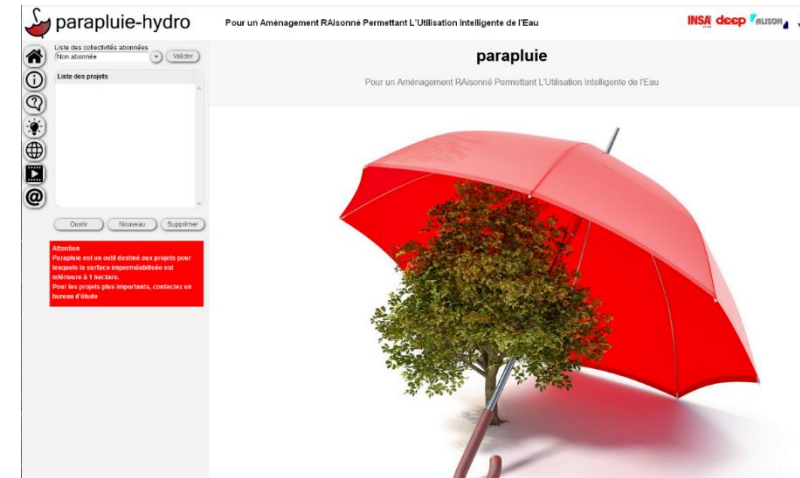 parapluie-hydro
Pour un Aménagement RAisonné Permettant L'Utilisation Intelligente de l'Eau
INSA deep ALISON
Liste des collectivités abonnées
Non abonnée
Valider
Liste des projets
Ouvrir
Nouveau
Supprimer
Attention
Parapluie est un outil destiné aux projets pour
lesquels la surface imperméabilisée est
inférieure à 1 hectare.
Pour les projets plus importants, contactez un
bureau d'étude
parapluie
Pour un Aménagement RAisonné Permettant L'Utilisation Intelligente de l'Eau